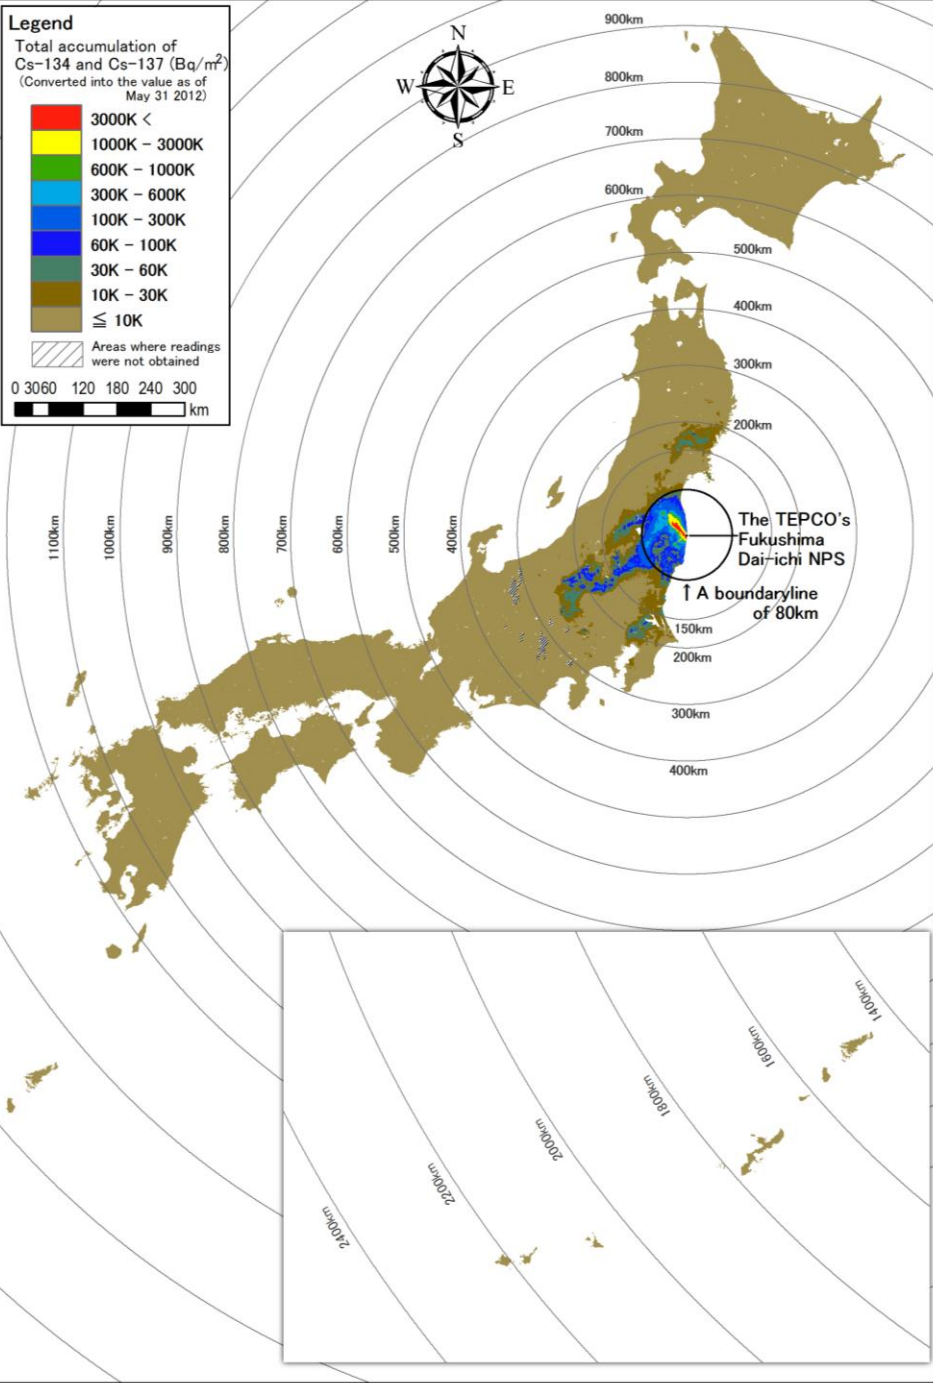 Legend
Total accumulation of
Cs-134 and Cs-137 (Bq/m²)
(Converted into the value as of
May 31 2012)
3000K <
1000K - 3000K
600K - 1000K
300K - 600K
100K - 300K
60K - 100K
30K - 60K
10K - 30K
≦ 10K
Areas where readings
were not obtained
0 3060 120 180 240 300
km
N
W E
S
900km
800km
700km
600km
500km
400km
300km
200km
1100km
1000km
900km
800km
700km
600km
500km
400km
The TEPCO's
Fukushima
Dai-ichi NPS
↑ A boundaryline
of 80km
150km
200km
300km
400km
1400km
1600km
1800km
2000km
2200km
2400km